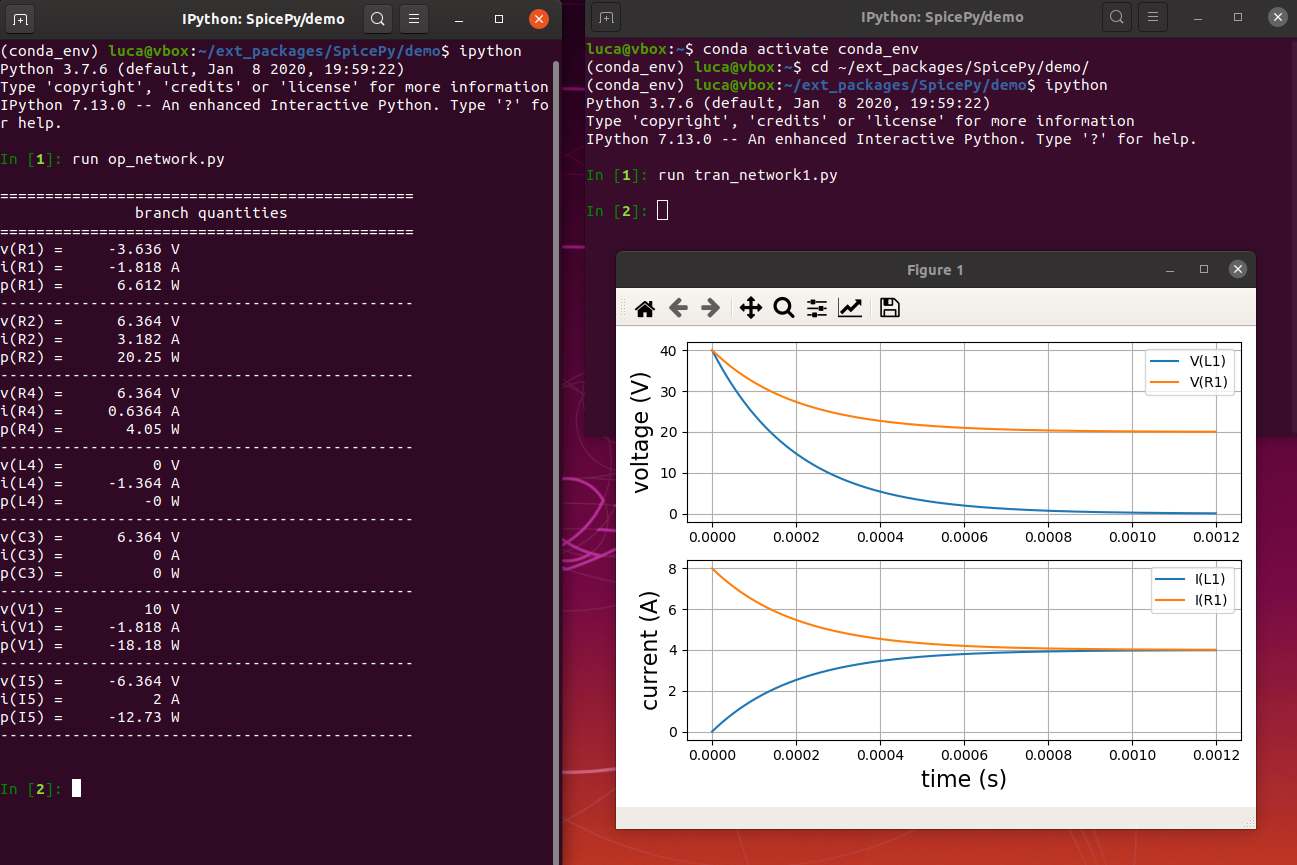 IPython: SpicePy/demo
(conda_env) luca@vbox:~/ext_packages/SpicePy/demo$ ipython
Python 3.7.6 (default, Jan  8 2020, 19:59:22)
Type 'copyright', 'credits' or 'license' for more information
IPython 7.13.0 -- An enhanced Interactive Python. Type '?' fo
r help.
In [1]: run op_network.py
==============================================
branch quantities
==============================================
v(R1) =     -3.636 V
i(R1) =     -1.818 A
p(R1) =      6.612 W
----------------------------------------------
v(R2) =      6.364 V
i(R2) =      3.182 A
p(R2) =      20.25 W
----------------------------------------------
v(R4) =      6.364 V
i(R4) =     0.6364 A
p(R4) =       4.05 W
----------------------------------------------
v(L4) =          0 V
i(L4) =     -1.364 A
p(L4) =         -0 W
----------------------------------------------
v(C3) =      6.364 V
i(C3) =          0 A
p(C3) =          0 W
----------------------------------------------
v(V1) =         10 V
i(V1) =     -1.818 A
p(V1) =     -18.18 W
----------------------------------------------
v(I5) =     -6.364 V
i(I5) =          2 A
p(I5) =     -12.73 W
----------------------------------------------
In [2]:
IPython: SpicePy/demo
luca@vbox:~$ conda activate conda_env
(conda_env) luca@vbox:~$ cd ~/ext_packages/SpicePy/demo/
(conda_env) luca@vbox:~/ext_packages/SpicePy/demo$ ipython
Python 3.7.6 (default, Jan  8 2020, 19:59:22)
Type 'copyright', 'credits' or 'license' for more information
IPython 7.13.0 -- An enhanced Interactive Python. Type '?' for help.
In [1]: run tran_network1.py
In [2]:
Figure 1
voltage (V)
40
30
20
10
0
V(L1)
V(R1)
0.0000 0.0002 0.0004 0.0006 0.0008 0.0010 0.0012
current (A)
8
6
4
2
0
I(L1)
I(R1)
0.0000 0.0002 0.0004 0.0006 0.0008 0.0010 0.0012
time (s)